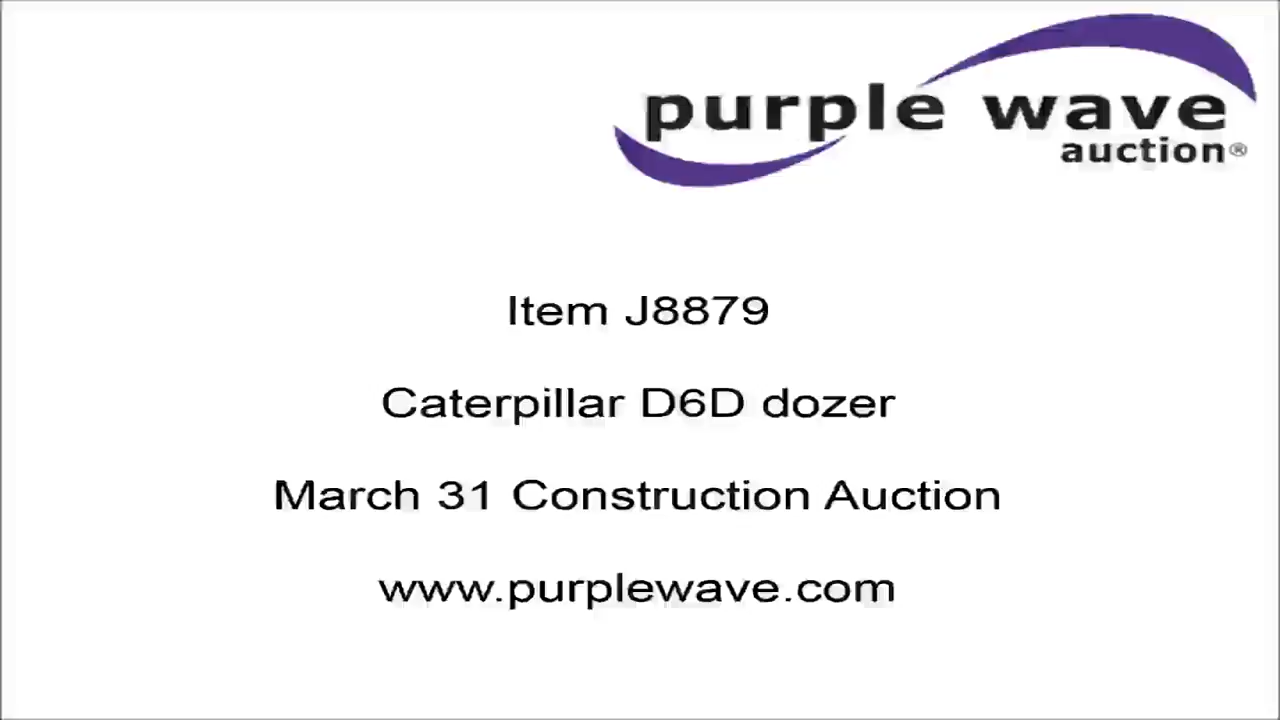 purple wave
auction®
Item J8879
Caterpillar D6D dozer
March 31 Construction Auction
www.purplewave.com